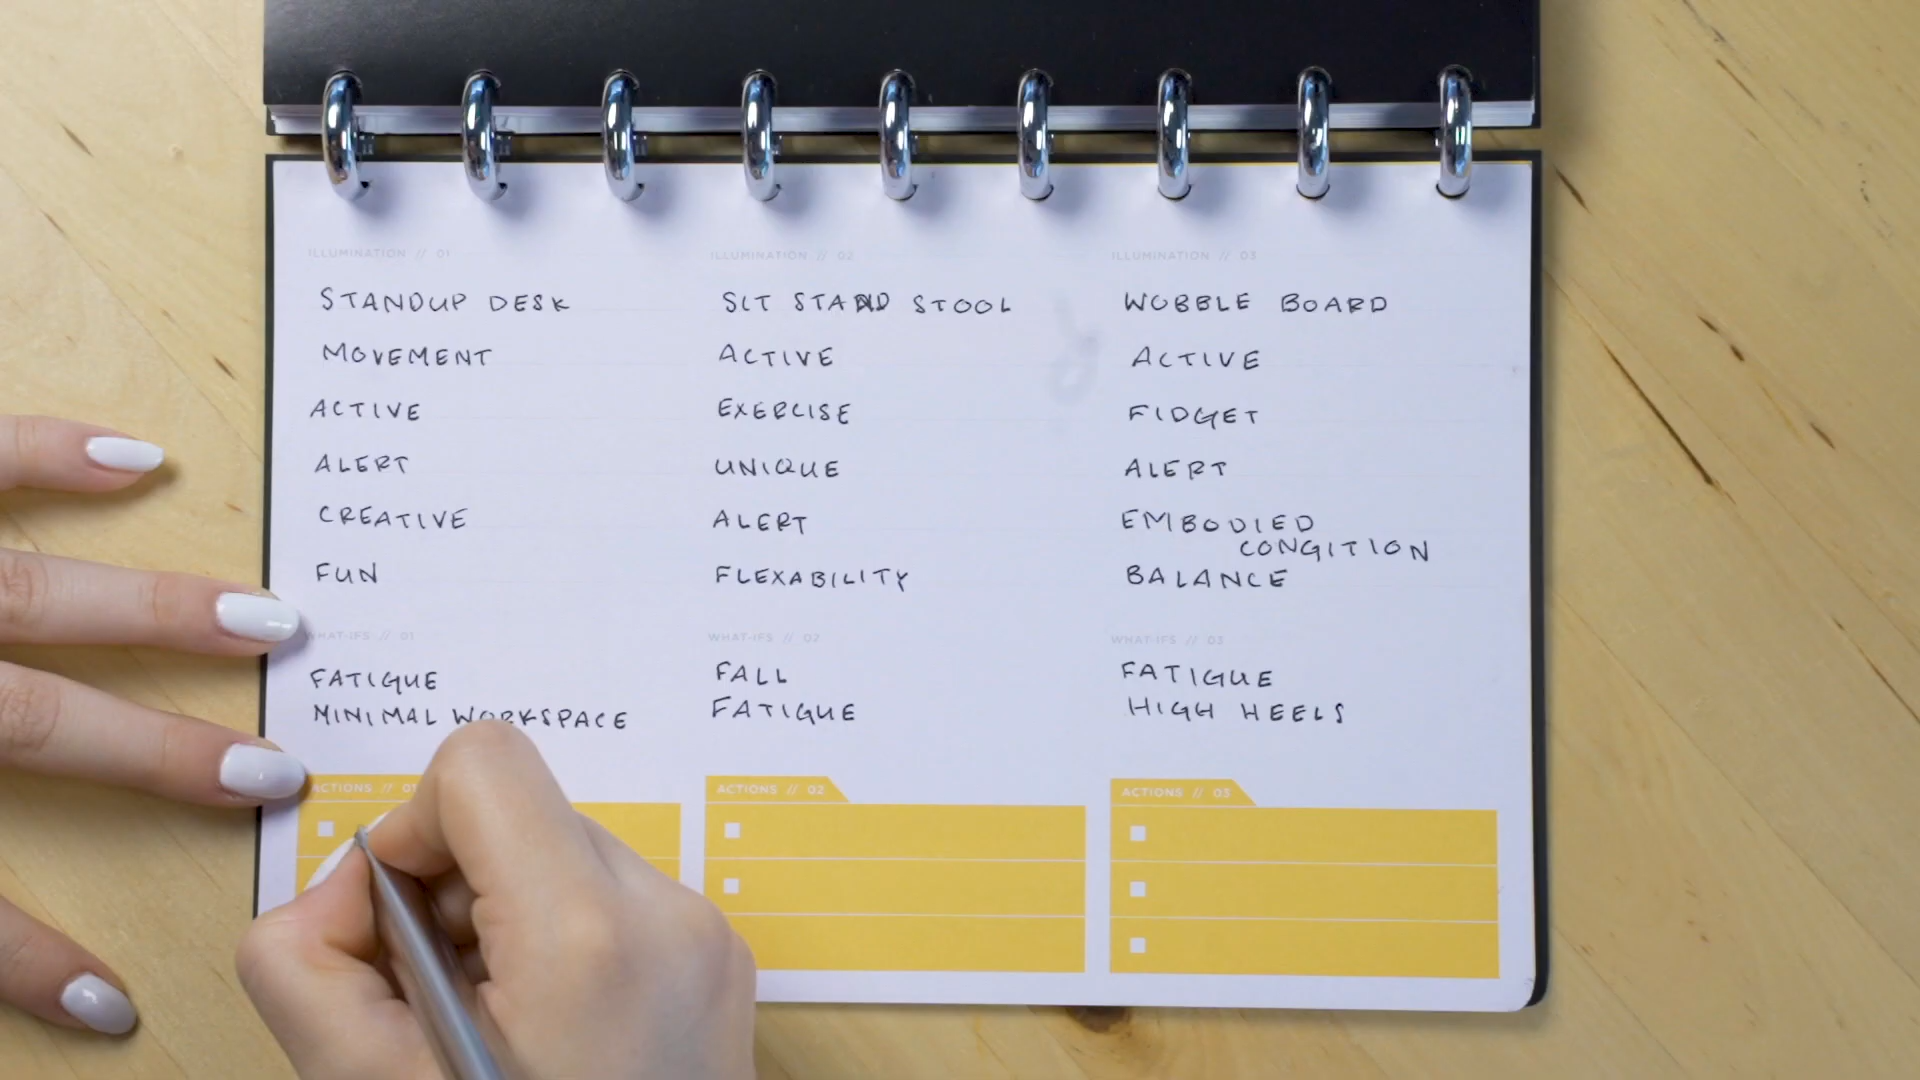 ILLUMINATION // 01
STANDUP DESK
MOVEMENT
ACTIVE
ALERT
CREATIVE
FUN
WHAT-IFS // 01
FATIGUE
MINIMAL WORKSPACE
ACTIONS // 01
ILLUMINATION // 02
SIT STAND STOOL
ACTIVE
EXERCISE
UNIQUE
ALERT
FLEXABILITY
WHAT-IFS // 02
FALL
FATIGUE
ACTIONS // 02
ILLUMINATION // 03
WOBBLE BOARD
ACTIVE
FIDGET
ALERT
EMBODIED
CONGITION
BALANCE
WHAT-IFS // 03
FATIGUE
HIGH HEELS
ACTIONS // 03